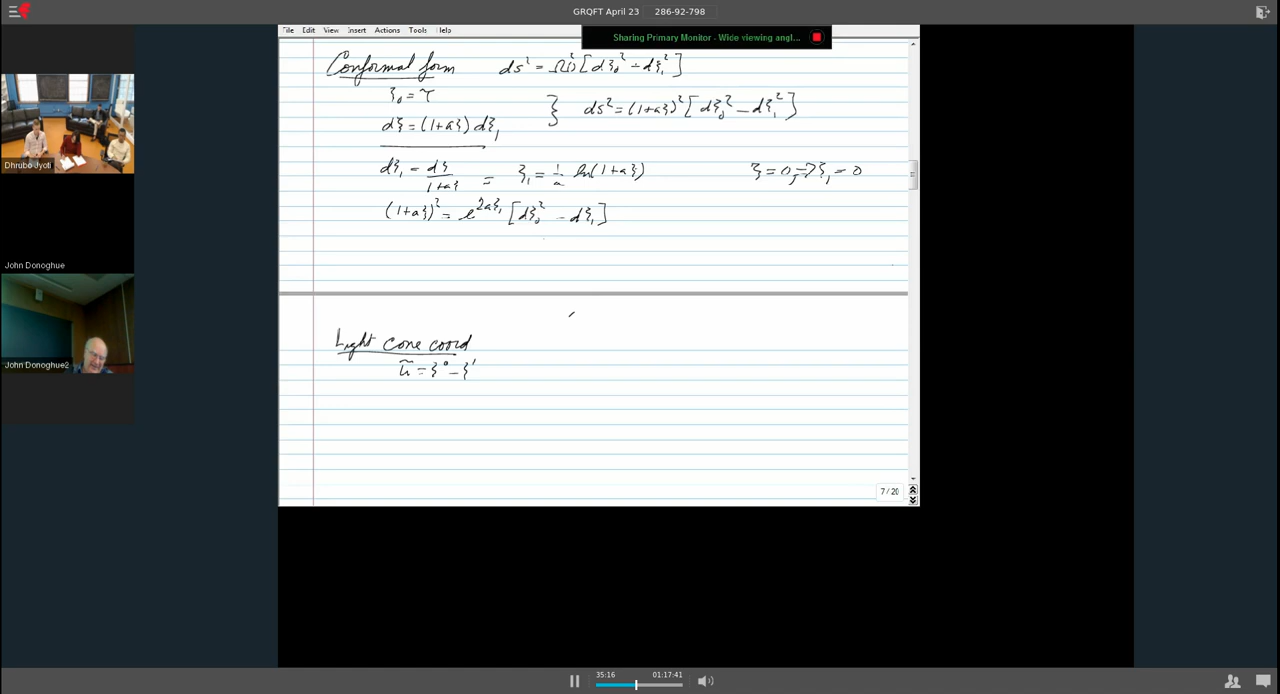 GRQFT April 23 286-92-798
File Edit View Insert Actions Tools Help
Sharing Primary Monitor - Wide viewing angl...
Conformal form ds² = Ω²() [dξ₀² - dξ₁²]
ξ₀ = τ
dξ = (1+aξ) dξ₁ } ds² = (1+aξ)² [dξ₀² - dξ₁²]
dξ₁ = dξ/(1+aξ) = ξ₁ = 1/a ln(1+aξ) ξ = 0, => ξ₁ = 0
(1+aξ)² = e^{2aξ₁} [dξ₀² - dξ₁²]
Light cone coord
ũ = ξ⁰ - ξ¹
7 / 20
Dhrubo Jyoti
John Donoghue
John Donoghue2
35:16 01:17:41